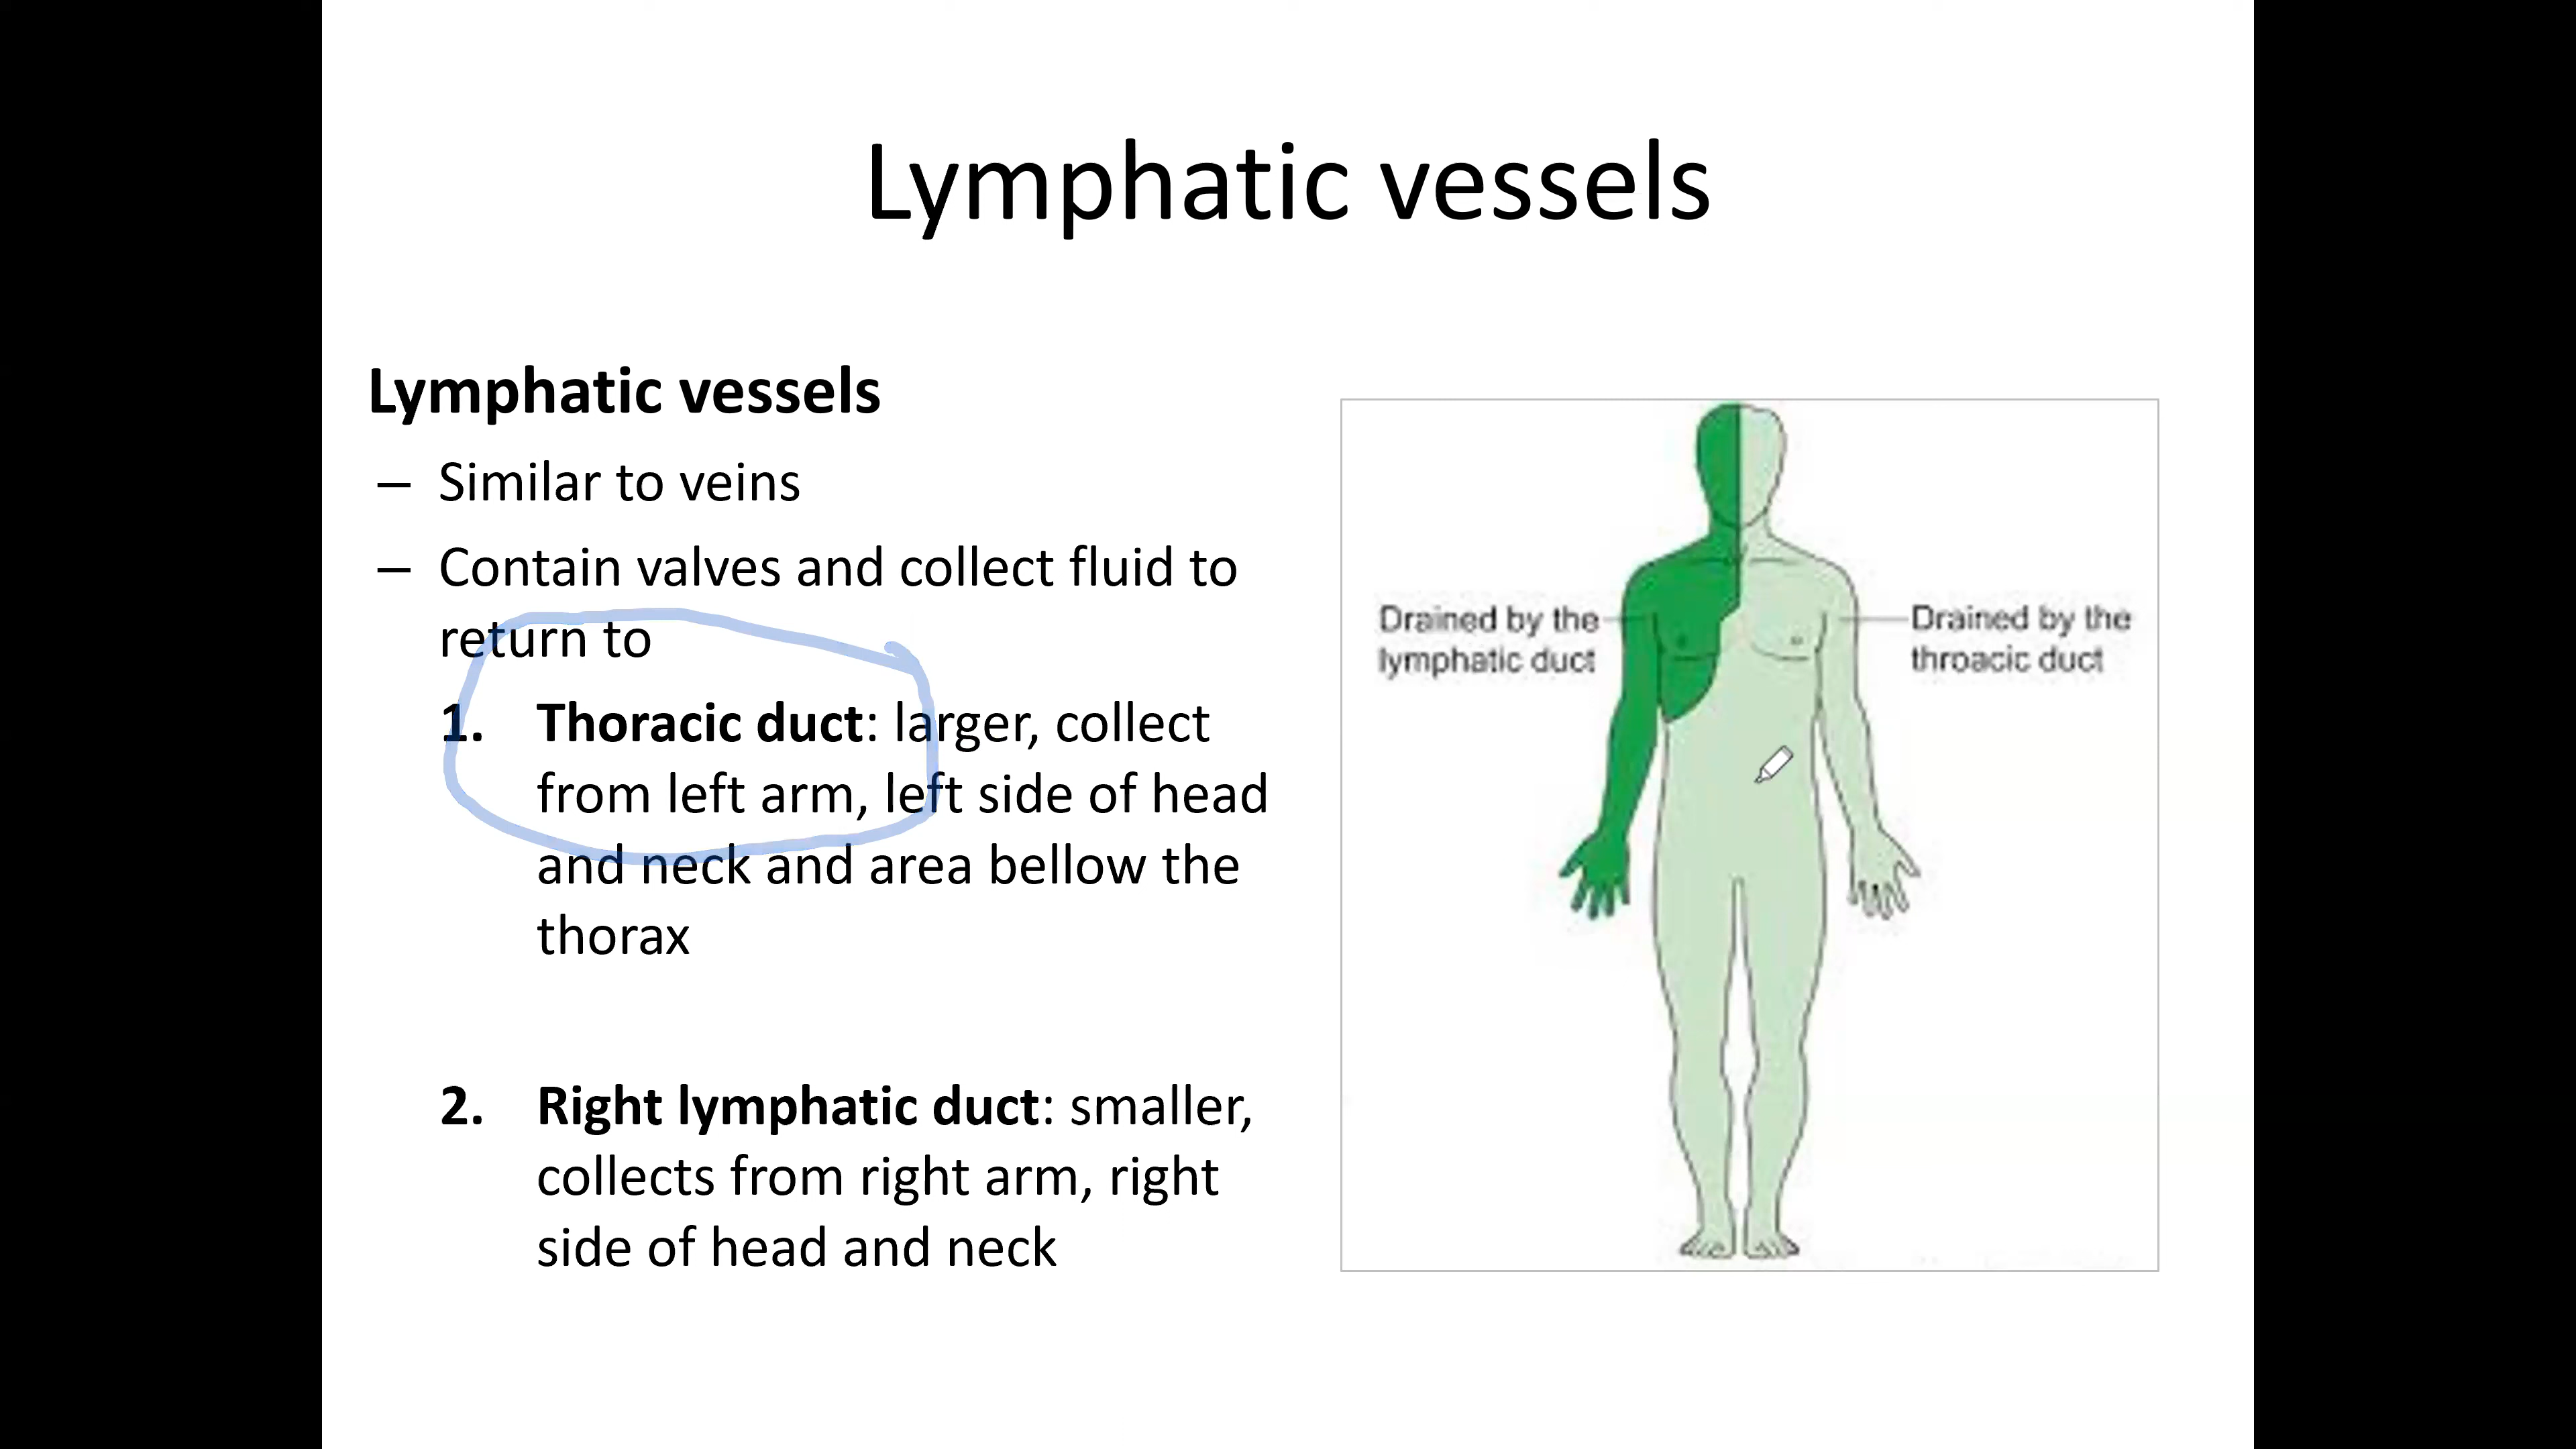 Lymphatic vessels
Lymphatic vessels
– Similar to veins
– Contain valves and collect fluid to
return to
1. Thoracic duct: larger, collect
from left arm, left side of head
and neck and area bellow the
thorax
2. Right lymphatic duct: smaller,
collects from right arm, right
side of head and neck
Drained by the
lymphatic duct
Drained by the
throacic duct